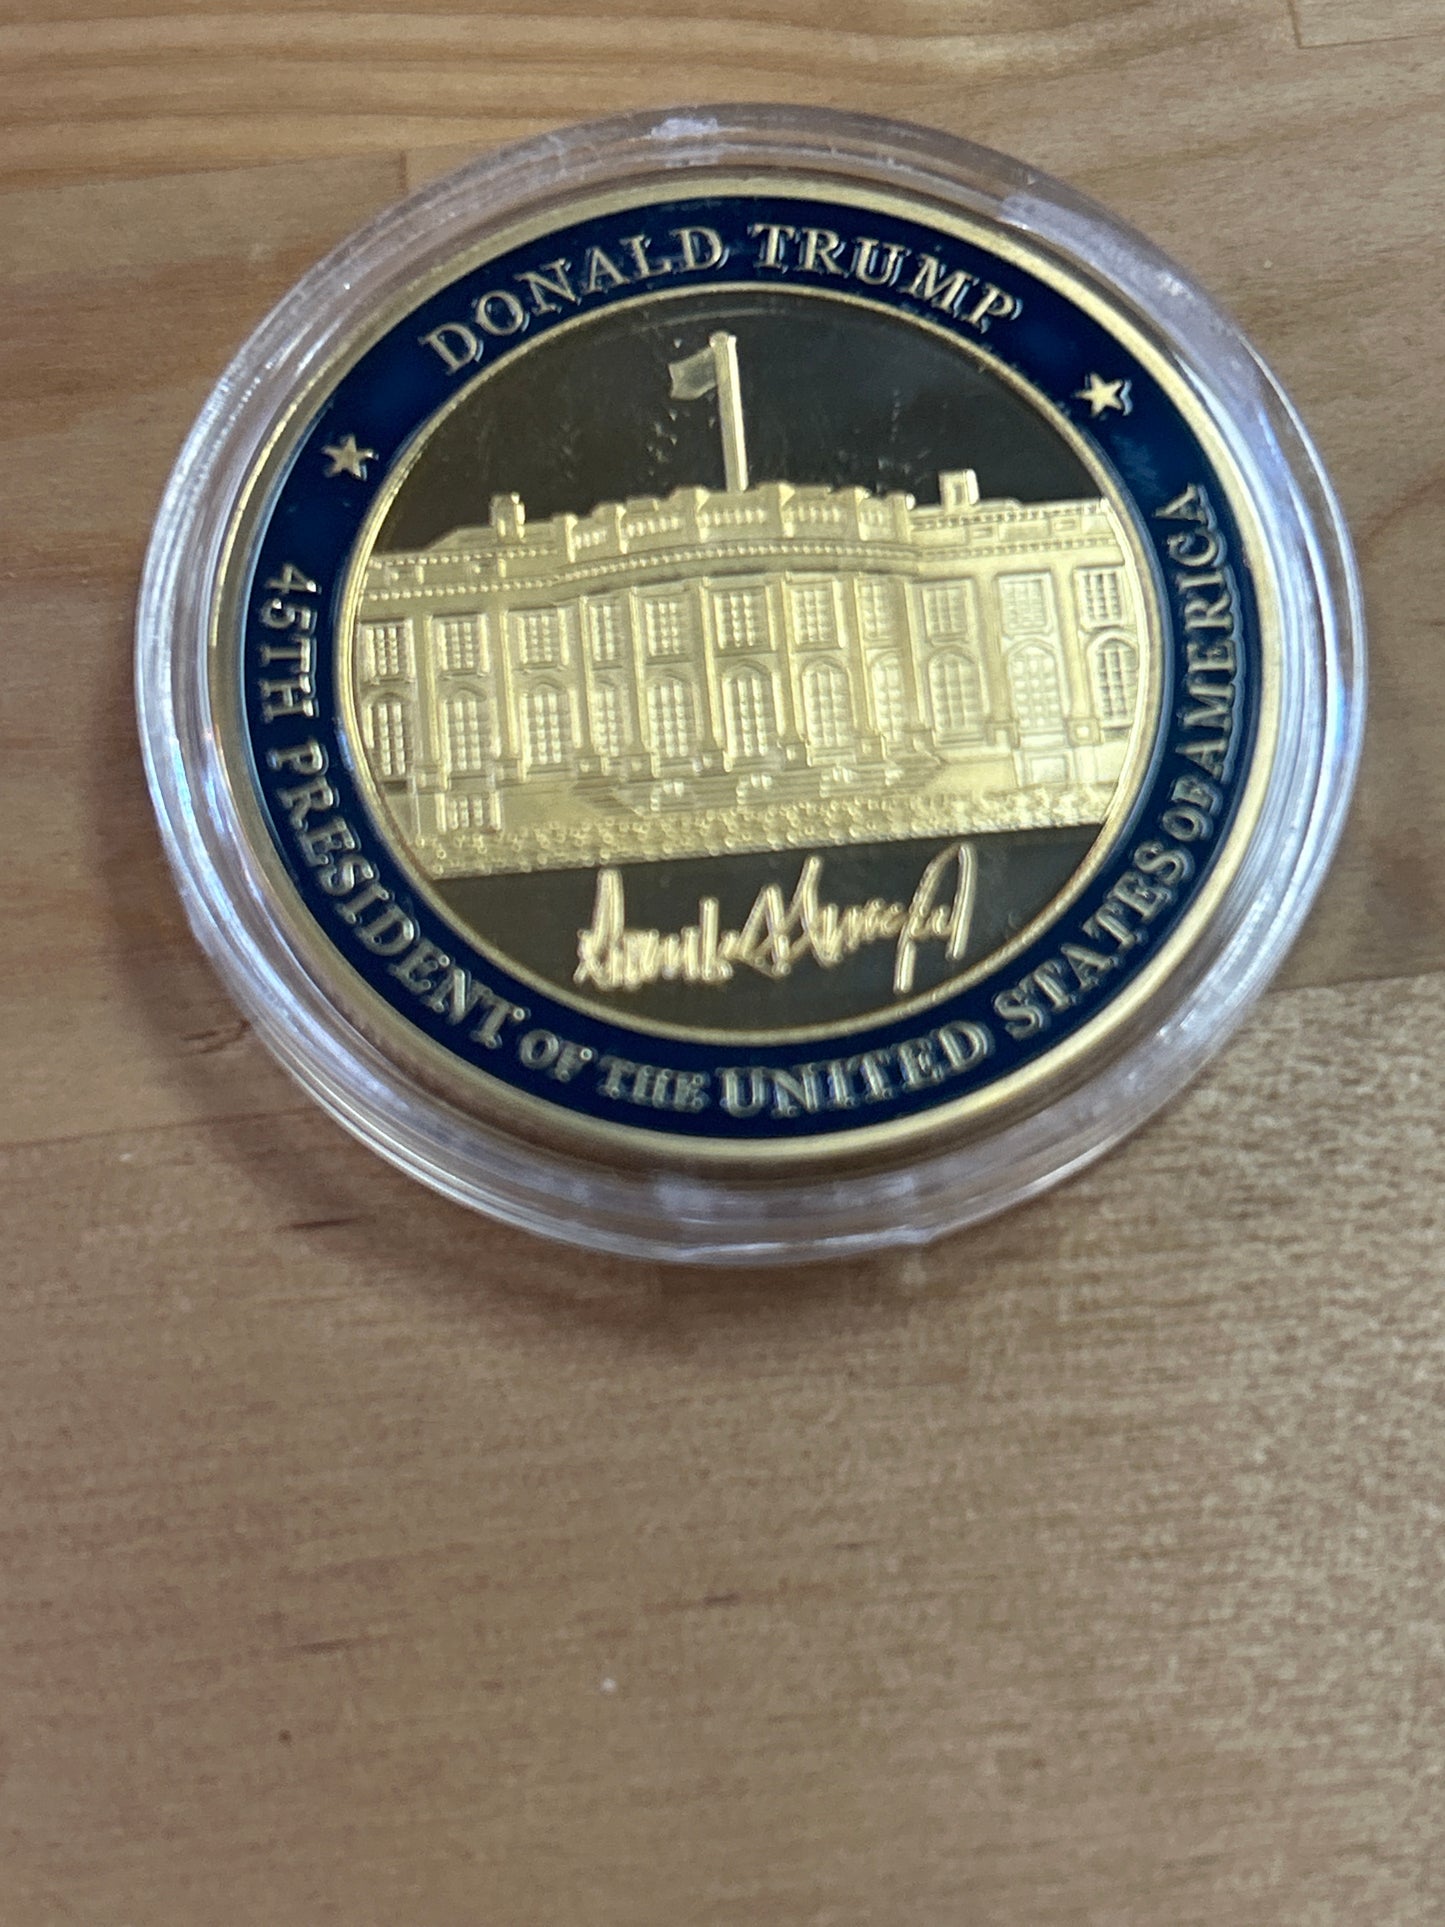 DONALD TRUMP
45TH PRESIDENT OF THE UNITED STATES OF AMERICA